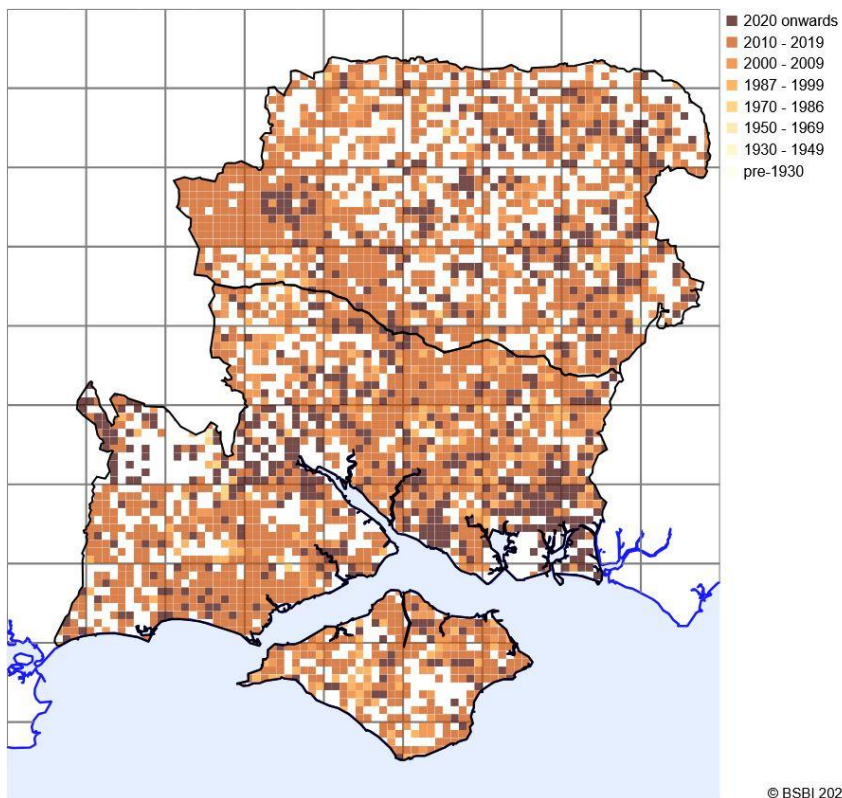 2020 onwards
2010 - 2019
2000 - 2009
1987 - 1999
1970 - 1986
1950 - 1969
1930 - 1949
pre-1930
© BSBI 202